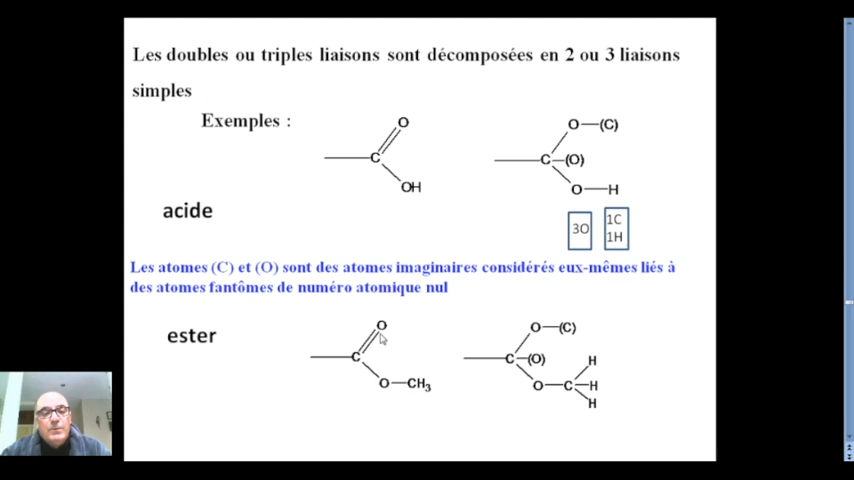 Les doubles ou triples liaisons sont décomposées en 2 ou 3 liaisons
simples
Exemples :
O
C
OH
O—(C)
C—(O)
O—H
acide
3O
1C
1H
Les atomes (C) et (O) sont des atomes imaginaires considérés eux-mêmes liés à
des atomes fantômes de numéro atomique nul
ester
O
C
O—CH₃
O—(C)
C—(O)
H
O—C—H
H